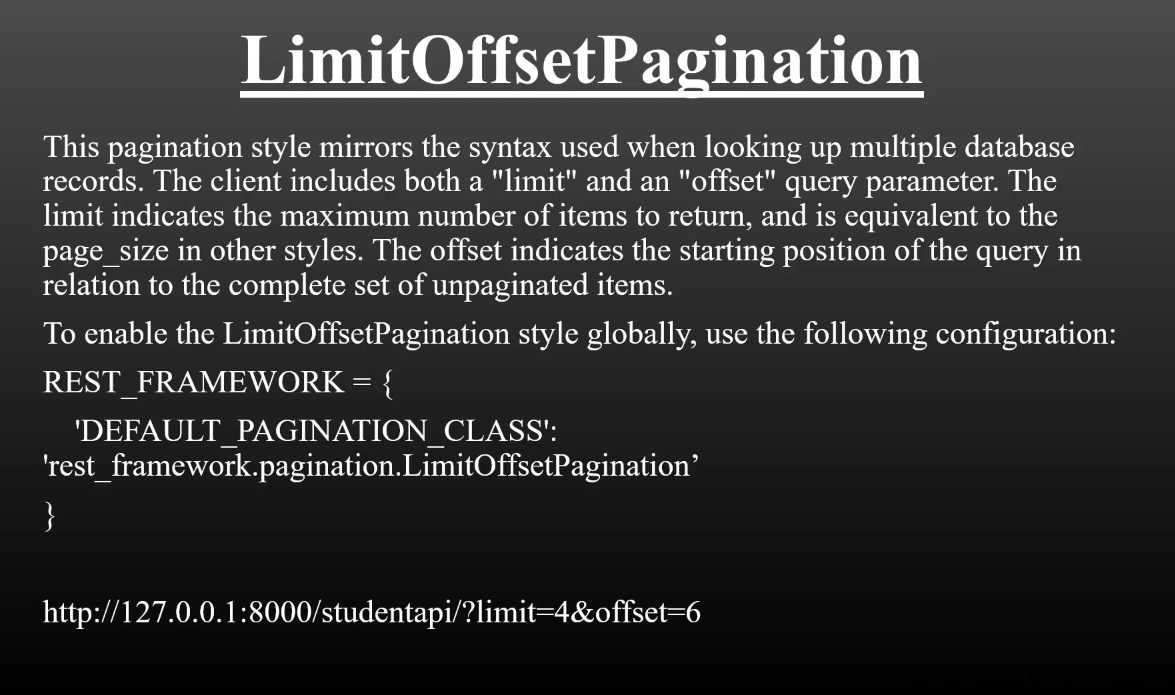 LimitOffsetPagination
This pagination style mirrors the syntax used when looking up multiple database
records. The client includes both a "limit" and an "offset" query parameter. The
limit indicates the maximum number of items to return, and is equivalent to the
page_size in other styles. The offset indicates the starting position of the query in
relation to the complete set of unpaginated items.
To enable the LimitOffsetPagination style globally, use the following configuration:
REST_FRAMEWORK = {
'DEFAULT_PAGINATION_CLASS':
'rest_framework.pagination.LimitOffsetPagination’
}
http://127.0.0.1:8000/studentapi/?limit=4&offset=6